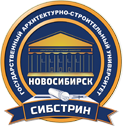 ГОСУДАРСТВЕННЫЙ АРХИТЕКТУРНО-СТРОИТЕЛЬНЫЙ УНИВЕРСИТЕТ
НОВОСИБИРСК
СИБСТРИН